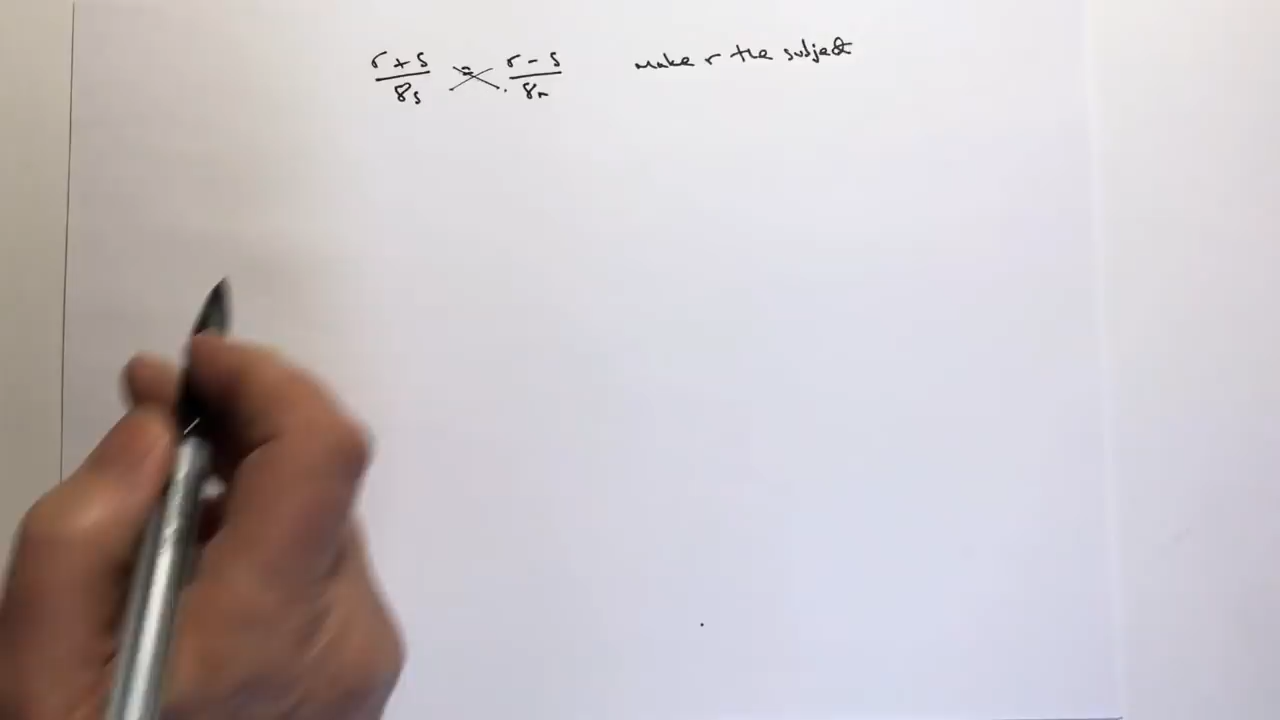 r + s / 8s = r - s / 8r make r the subject